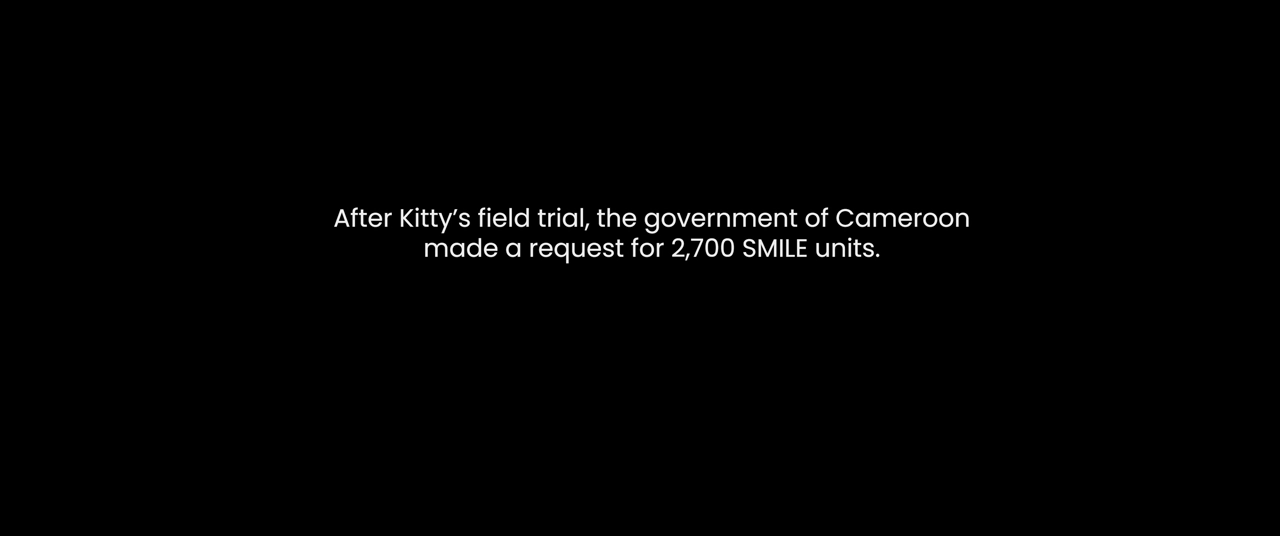 After Kitty’s field trial, the government of Cameroon
made a request for 2,700 SMILE units.